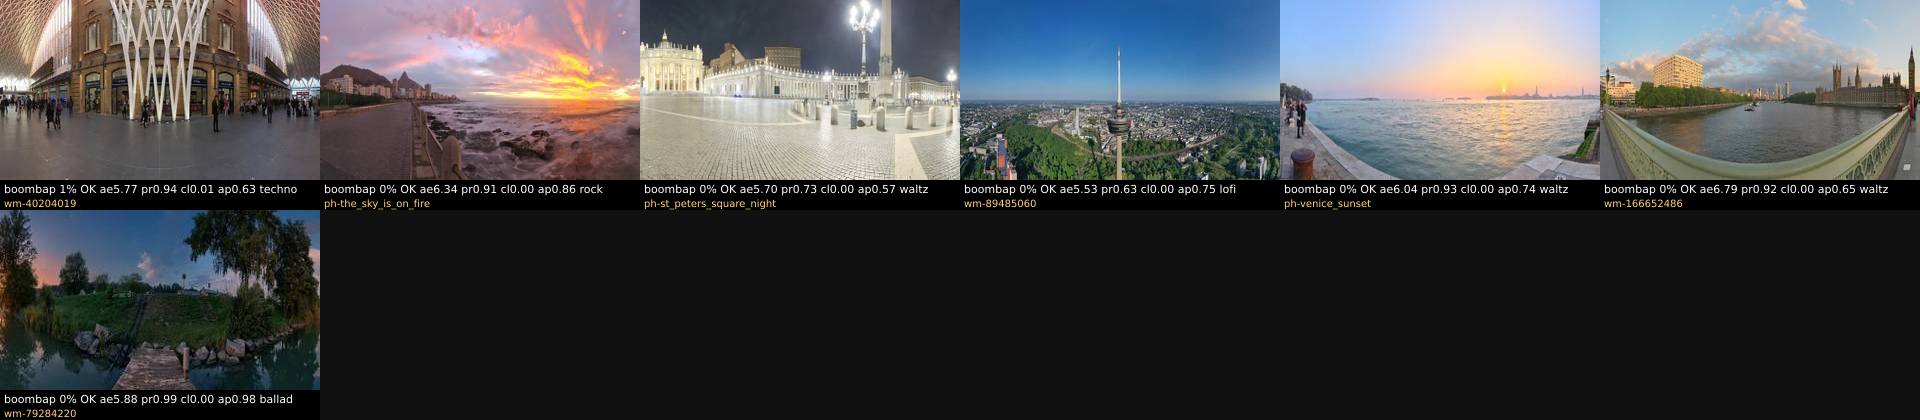 boombap 1% OK ae5.77 pr0.94 cl0.01 ap0.63 techno
wm-40204019
boombap 0% OK ae6.34 pr0.91 cl0.00 ap0.86 rock
ph-the_sky_is_on_fire
boombap 0% OK ae5.70 pr0.73 cl0.00 ap0.57 waltz
ph-st_peters_square_night
boombap 0% OK ae5.53 pr0.63 cl0.00 ap0.75 lofi
wm-89485060
boombap 0% OK ae6.04 pr0.93 cl0.00 ap0.74 waltz
ph-venice_sunset
boombap 0% OK ae6.79 pr0.92 cl0.00 ap0.65 waltz
wm-166652486
boombap 0% OK ae5.88 pr0.99 cl0.00 ap0.98 ballad
wm-79284220